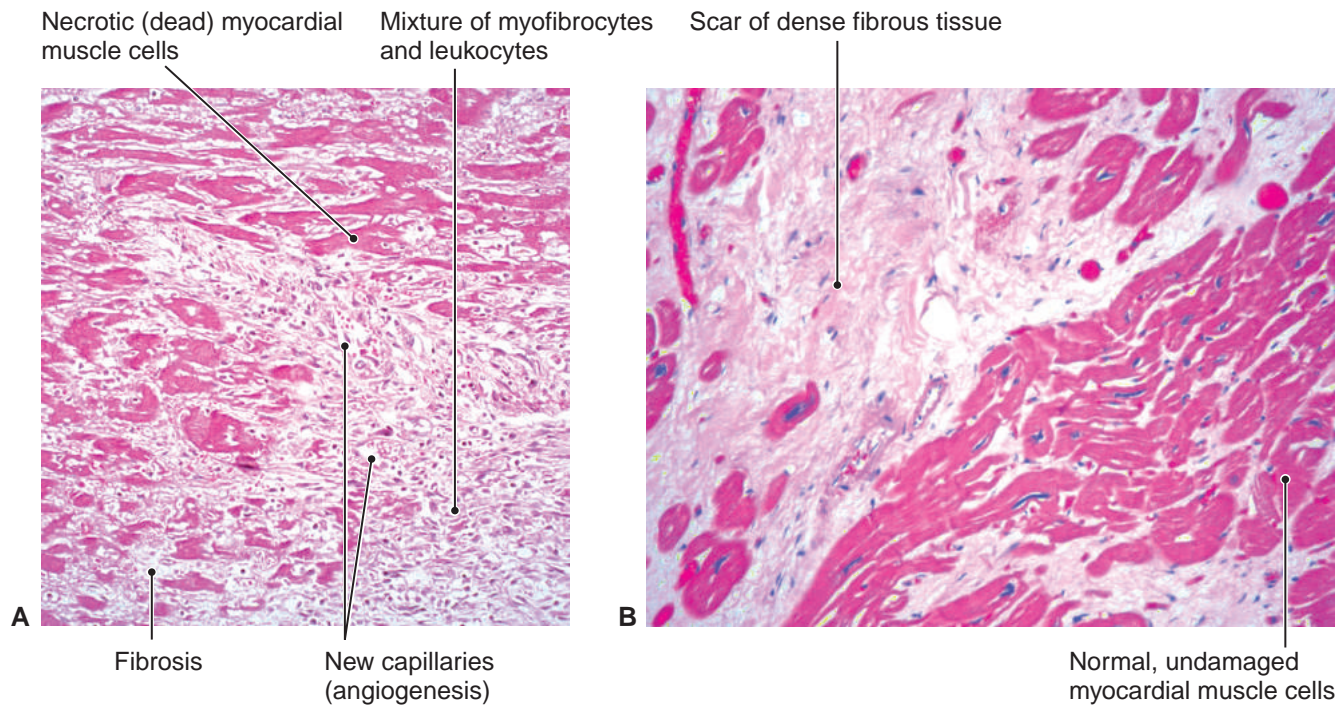 Necrotic (dead) myocardial
muscle cells
Mixture of myofibrocytes
and leukocytes
Scar of dense fibrous tissue
A
B
Fibrosis
New capillaries
(angiogenesis)
Normal, undamaged
myocardial muscle cells